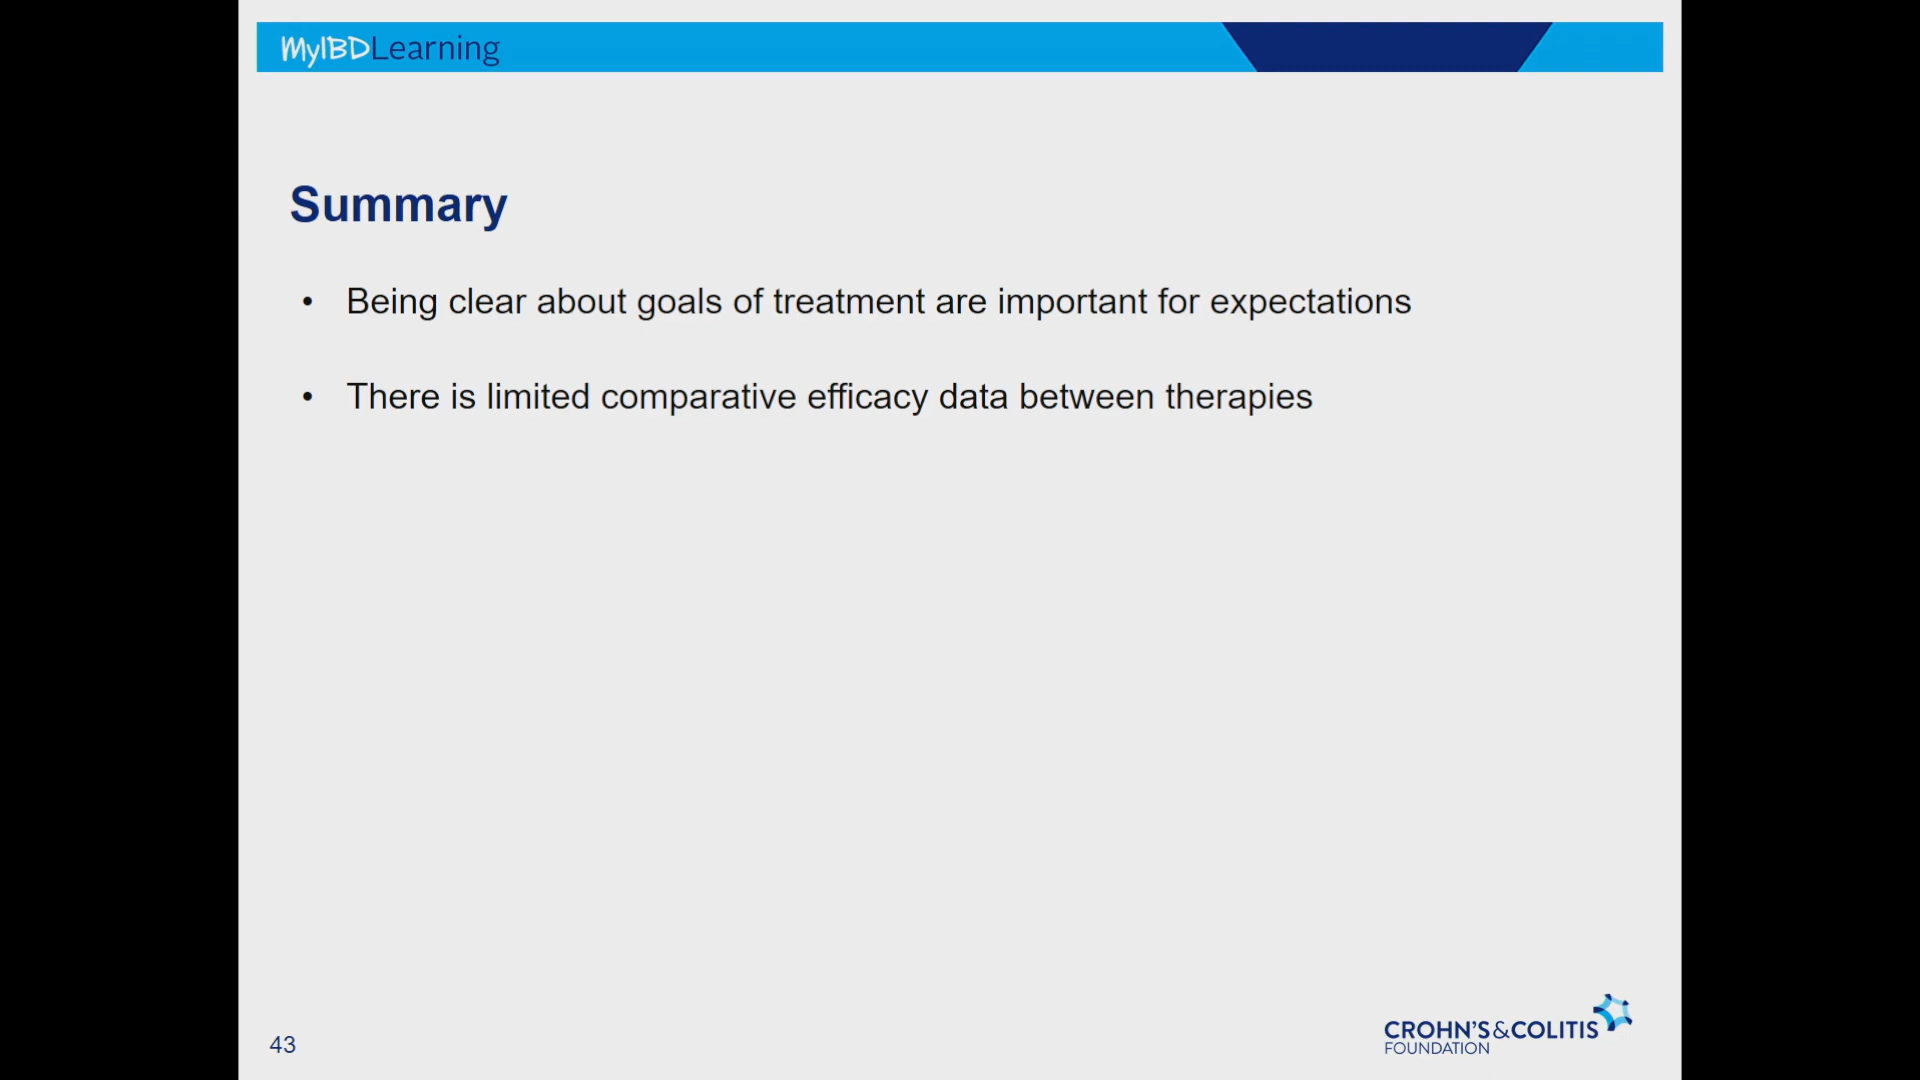 MyIBDLearning
Summary
• Being clear about goals of treatment are important for expectations
• There is limited comparative efficacy data between therapies
43
CROHN'S&COLITIS
FOUNDATION